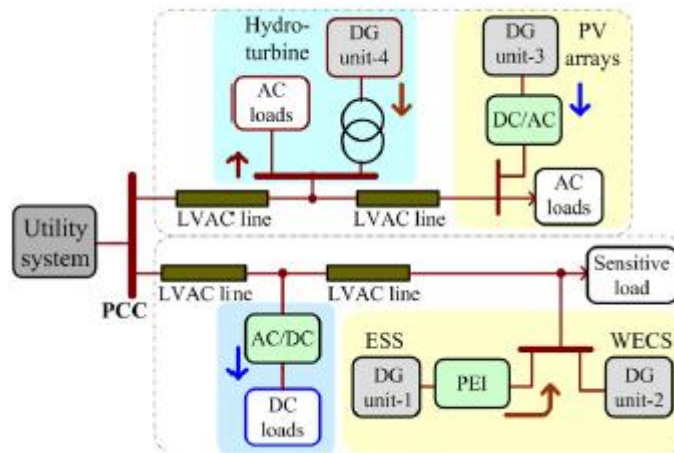 Hydro-
turbine
DG
unit-4
AC
loads
DG
unit-3
PV
arrays
DC/AC
AC
loads
LVAC line
LVAC line
Utility
system
PCC
LVAC line
LVAC line
Sensitive
load
AC/DC
DC
loads
ESS
WECS
DG
unit-1
PEI
DG
unit-2